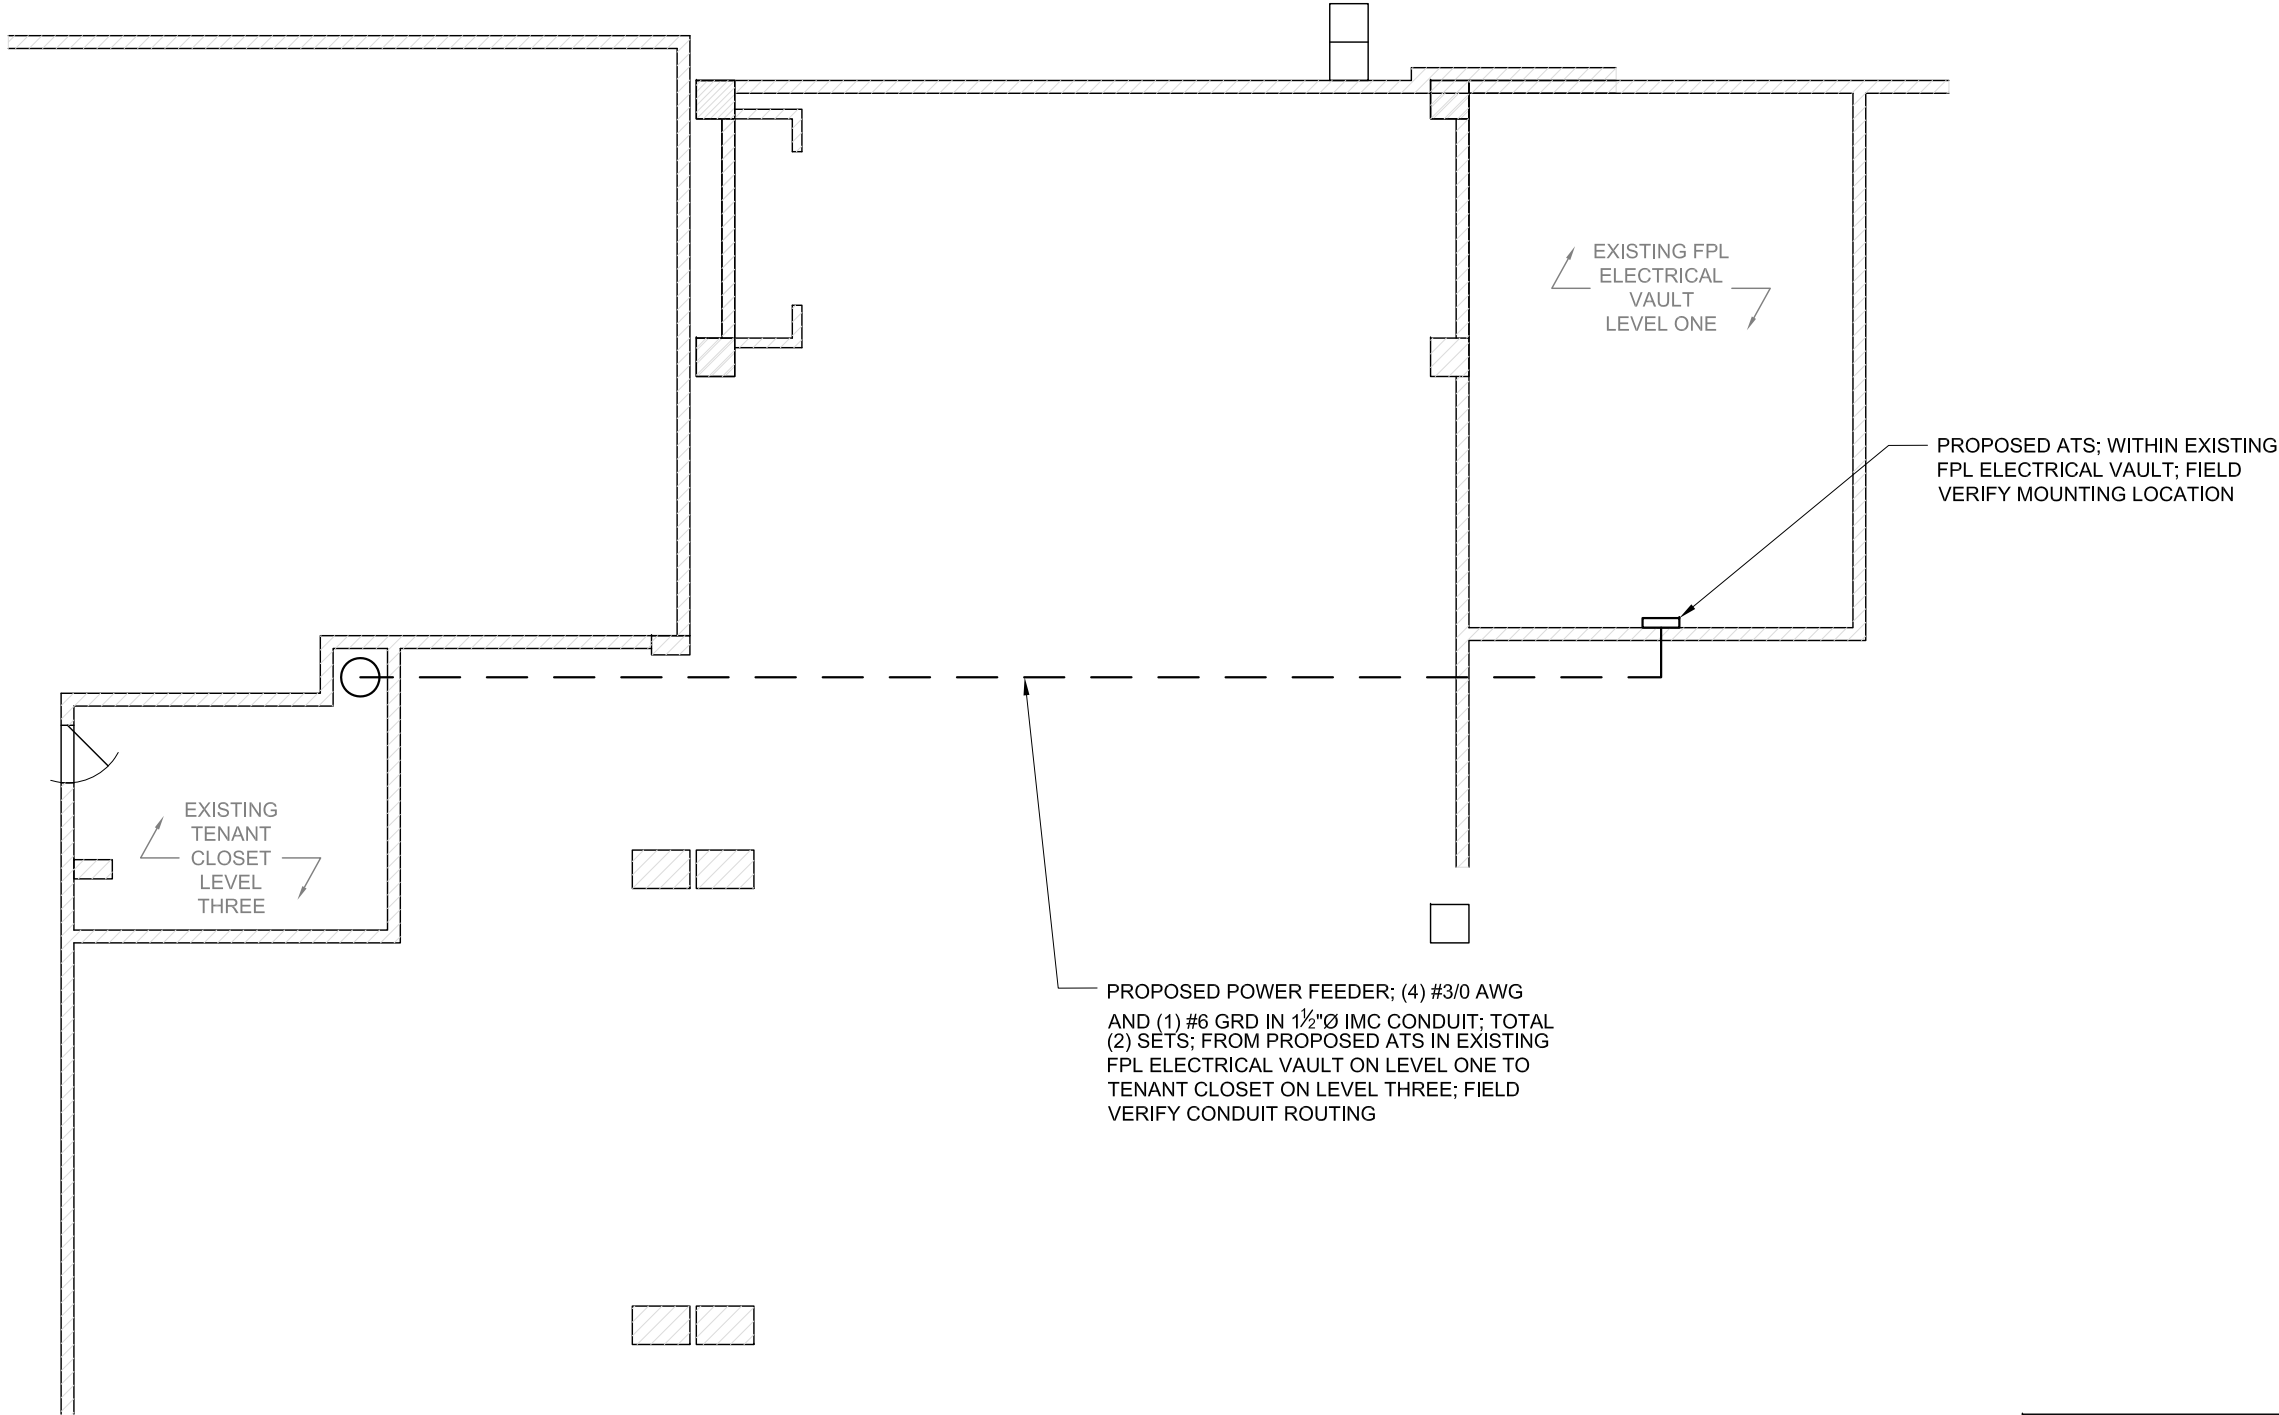 EXISTING FPL
ELECTRICAL
VAULT
LEVEL ONE
PROPOSED ATS; WITHIN EXISTING
FPL ELECTRICAL VAULT; FIELD
VERIFY MOUNTING LOCATION
EXISTING
TENANT
CLOSET
LEVEL
THREE
PROPOSED POWER FEEDER; (4) #3/0 AWG
AND (1) #6 GRD IN 1½"Ø IMC CONDUIT; TOTAL
(2) SETS; FROM PROPOSED ATS IN EXISTING
FPL ELECTRICAL VAULT ON LEVEL ONE TO
TENANT CLOSET ON LEVEL THREE; FIELD
VERIFY CONDUIT ROUTING